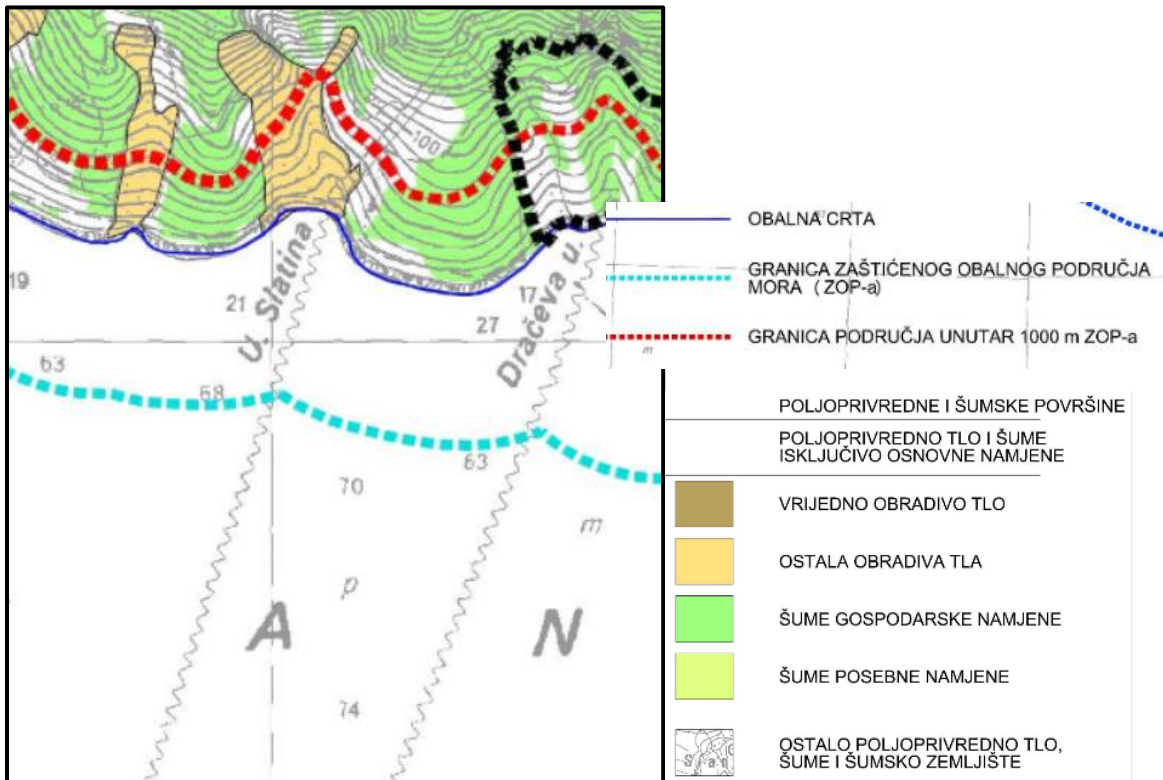 100
19
21
U. Slatina
17
27
Dračeva u.
63
68
63
70
m
p
A
N
74
OBALNA CRTA
GRANICA ZAŠTIĆENOG OBALNOG PODRUČJA
MORA ( ZOP-a)
GRANICA PODRUČJA UNUTAR 1000 m ZOP-a
m
POLJOPRIVREDNE I ŠUMSKE POVRŠINE
POLJOPRIVREDNO TLO I ŠUME
ISKLJUČIVO OSNOVNE NAMJENE
VRIJEDNO OBRADIVO TLO
OSTALA OBRADIVA TLA
ŠUME GOSPODARSKE NAMJENE
ŠUME POSEBNE NAMJENE
OSTALO POLJOPRIVREDNO TLO,
ŠUME I ŠUMSKO ZEMLJIŠTE